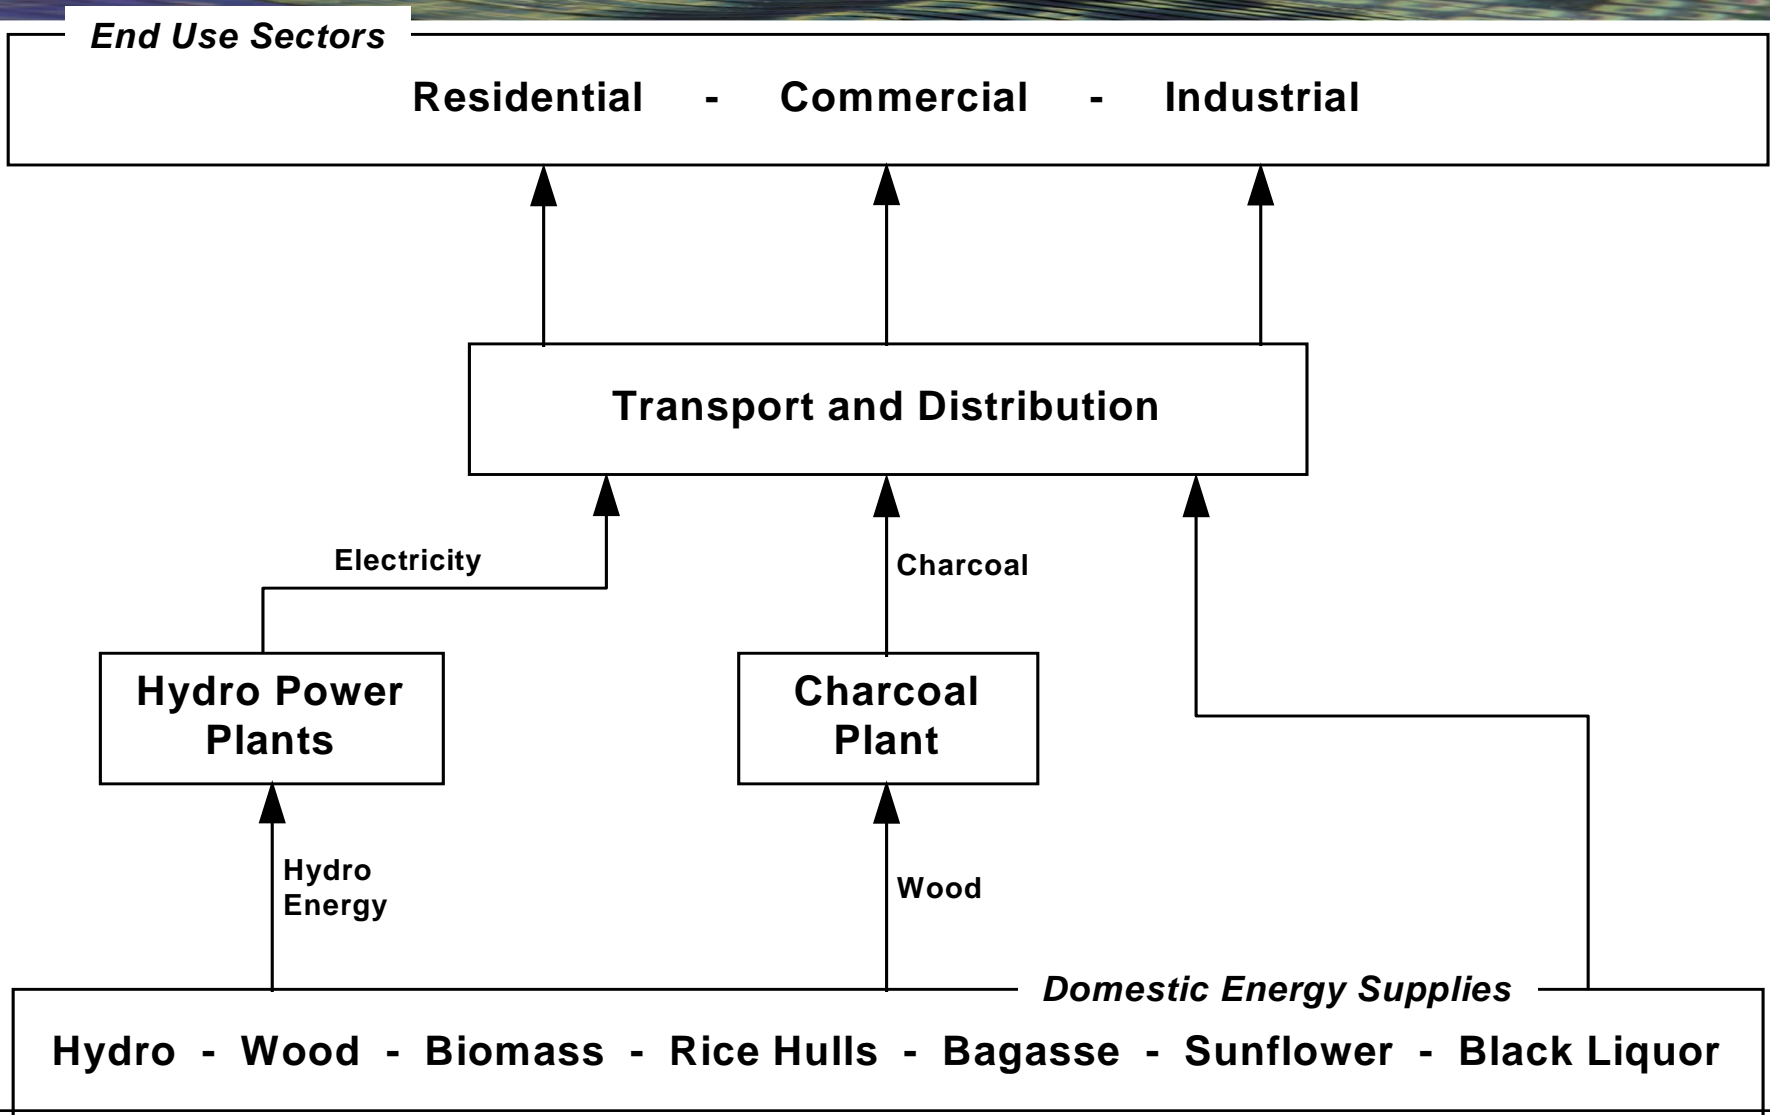 End Use Sectors
Residential - Commercial - Industrial
Transport and Distribution
Electricity
Charcoal
Hydro Power
Plants
Charcoal
Plant
Hydro
Energy
Wood
Domestic Energy Supplies
Hydro - Wood - Biomass - Rice Hulls - Bagasse - Sunflower - Black Liquor